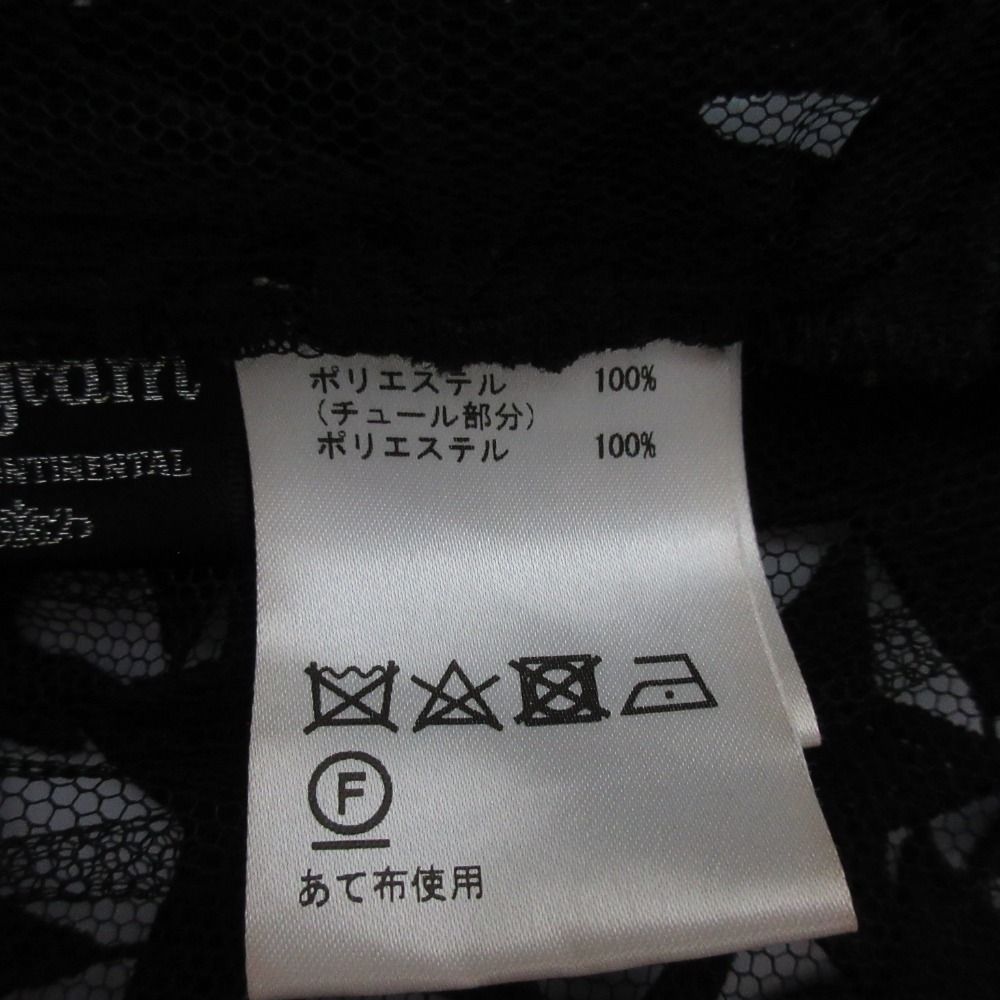 ポリエステル 100%
(チュール部分)
ポリエステル 100%
F
あて布使用